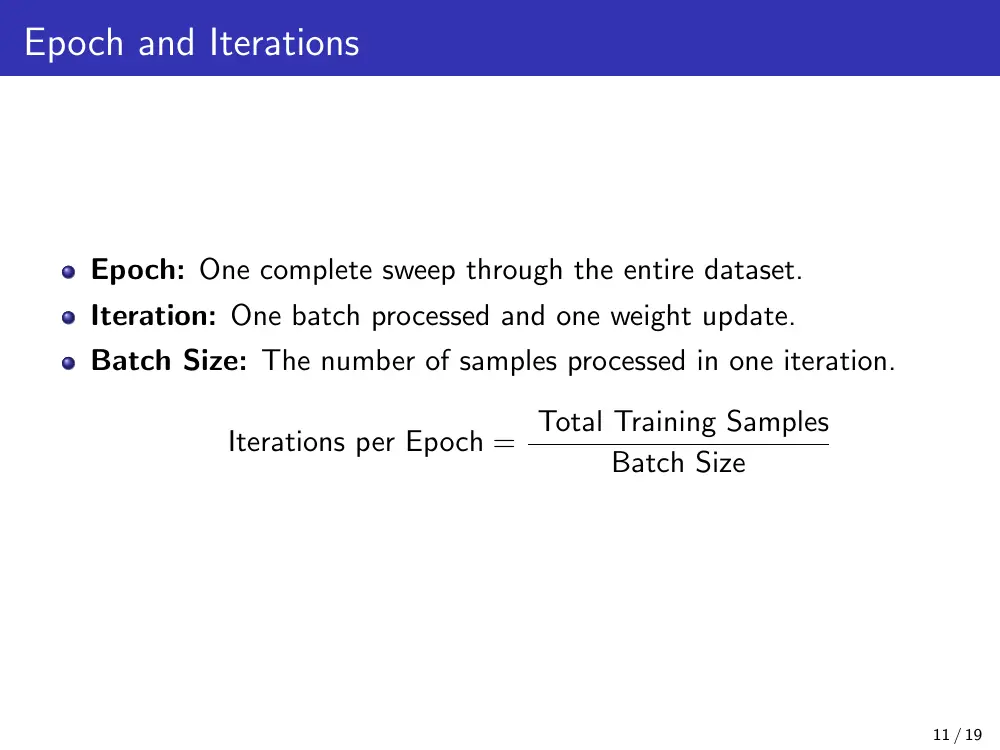 Epoch and Iterations
Epoch: One complete sweep through the entire dataset.
Iteration: One batch processed and one weight update.
Batch Size: The number of samples processed in one iteration.
Iterations per Epoch = Total Training Samples / Batch Size
11 / 19